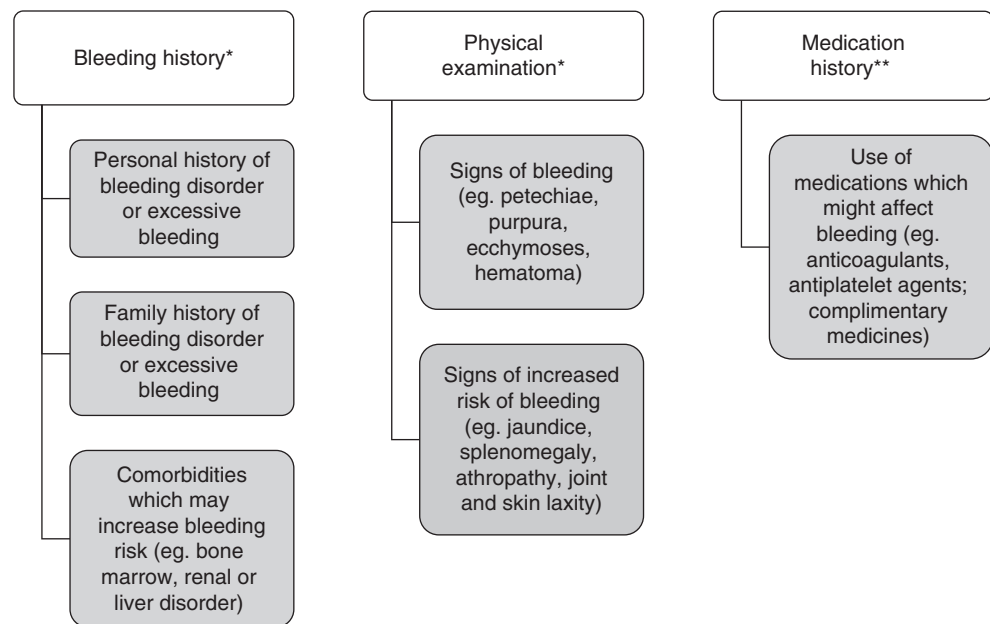 Bleeding history*
Personal history of
bleeding disorder
or excessive
bleeding
Family history of
bleeding disorder
or excessive
bleeding
Comorbidities
which may
increase bleeding
risk (eg. bone
marrow, renal or
liver disorder)
Physical
examination*
Signs of bleeding
(eg. petechiae,
purpura,
ecchymoses,
hematoma)
Signs of increased
risk of bleeding
(eg. jaundice,
splenomegaly,
athropathy, joint
and skin laxity)
Medication
history**
Use of
medications which
might affect
bleeding (eg.
anticoagulants,
antiplatelet agents;
complimentary
medicines)